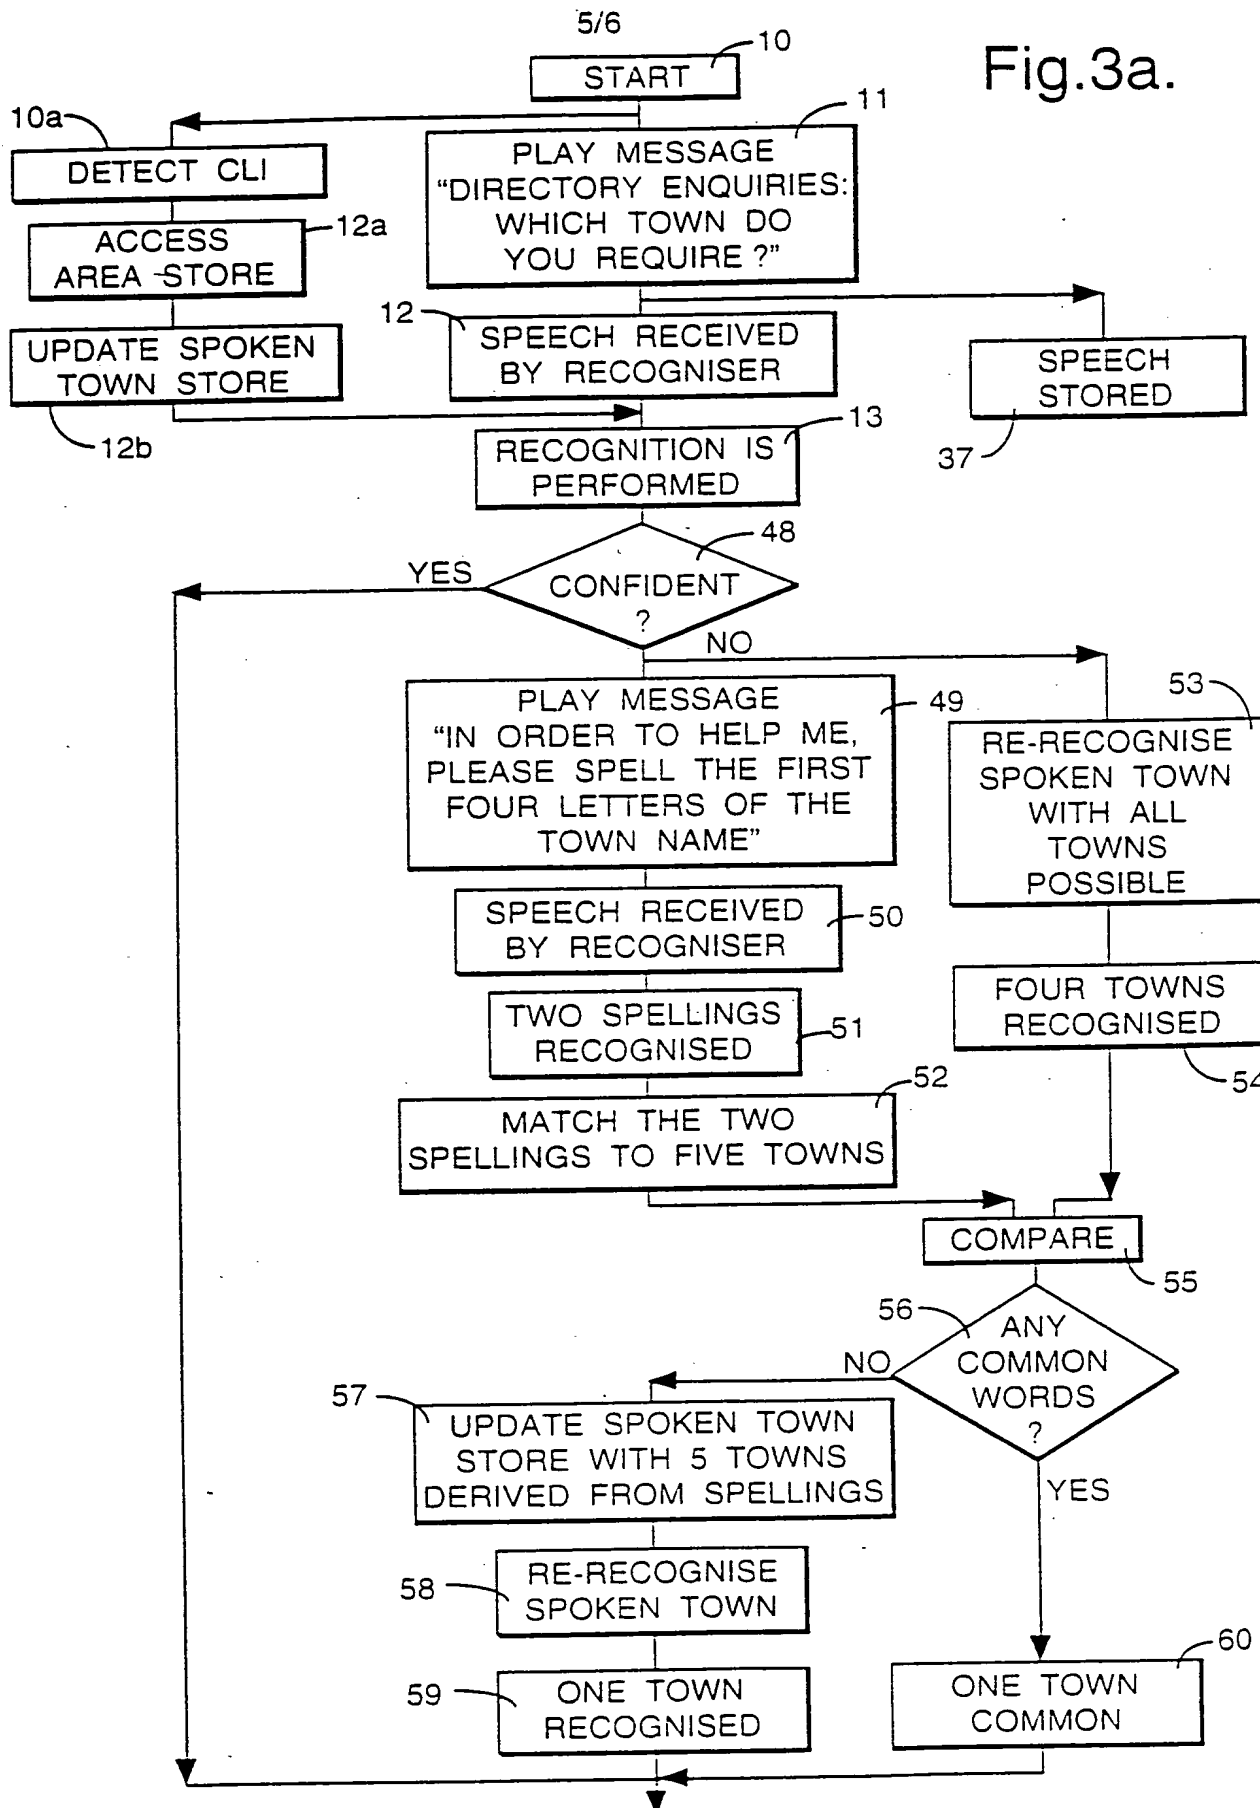 5/6
Fig.3a.
10
START
10a
DETECT CLI
11
PLAY MESSAGE
“DIRECTORY ENQUIRIES:
WHICH TOWN DO
YOU REQUIRE?”
12a
ACCESS
AREA STORE
12
SPEECH RECEIVED
BY RECOGNISER
UPDATE SPOKEN
TOWN STORE
12b
SPEECH
STORED
37
13
RECOGNITION IS
PERFORMED
48
CONFIDENT
?
YES
NO
PLAY MESSAGE
“IN ORDER TO HELP ME,
PLEASE SPELL THE FIRST
FOUR LETTERS OF THE
TOWN NAME”
49
53
RE-RECOGNISE
SPOKEN TOWN
WITH ALL
TOWNS
POSSIBLE
SPEECH RECEIVED
BY RECOGNISER
50
TWO SPELLINGS
RECOGNISED
51
FOUR TOWNS
RECOGNISED
54
52
MATCH THE TWO
SPELLINGS TO FIVE TOWNS
COMPARE
55
56
ANY
COMMON
WORDS
?
NO
YES
57
UPDATE SPOKEN TOWN
STORE WITH 5 TOWNS
DERIVED FROM SPELLINGS
58
RE-RECOGNISE
SPOKEN TOWN
59
ONE TOWN
RECOGNISED
60
ONE TOWN
COMMON